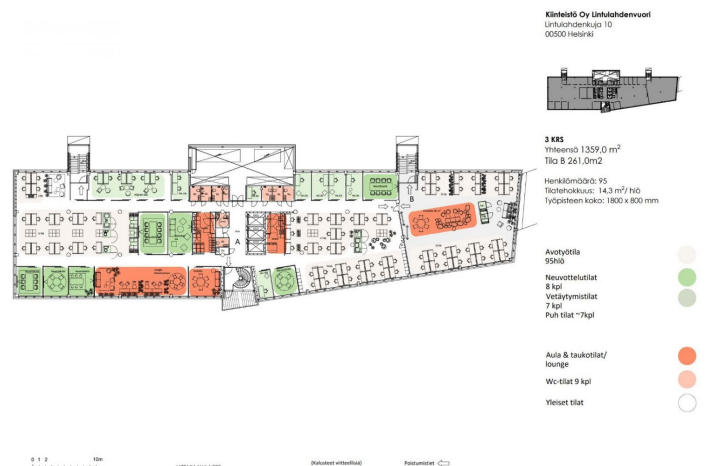 Kiinteistö Oy Lintulahdenvuori
Lintulahdenkuja 10
00500 Helsinki
3 KRS
Yhteensä 1359,0 m²
Tila B 261,0m2
Henkilömäärä: 95
Tilatehokkuus: 14,3 m²/ hlö
Työpisteen koko: 1800 x 800 mm
B
A
Avotyötila
95hlö
Neuvottelutilat
8 kpl
Vetäytymistilat
7 kpl
Puh tilat ~7kpl
Aula & taukotilat/
lounge
Wc-tilat 9 kpl
Yleiset tilat
0 1 2 10m
(Kalusteet viitteellisiä)
Poistumistiet